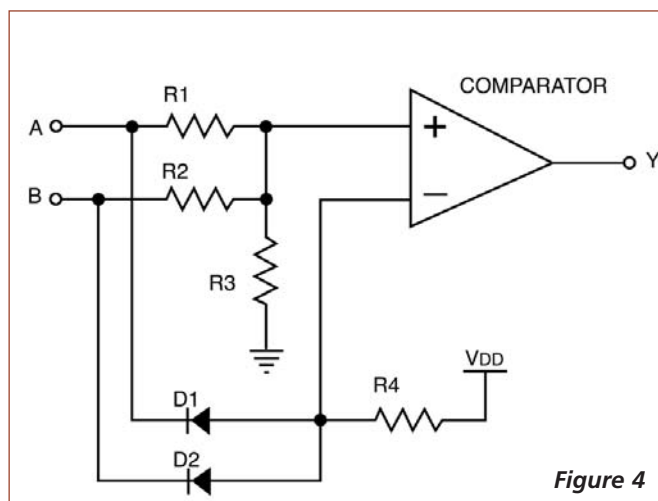 COMPARATOR
R1
A
+
Y
R2
B
−
R3
VDD
R4
D1
D2
Figure 4